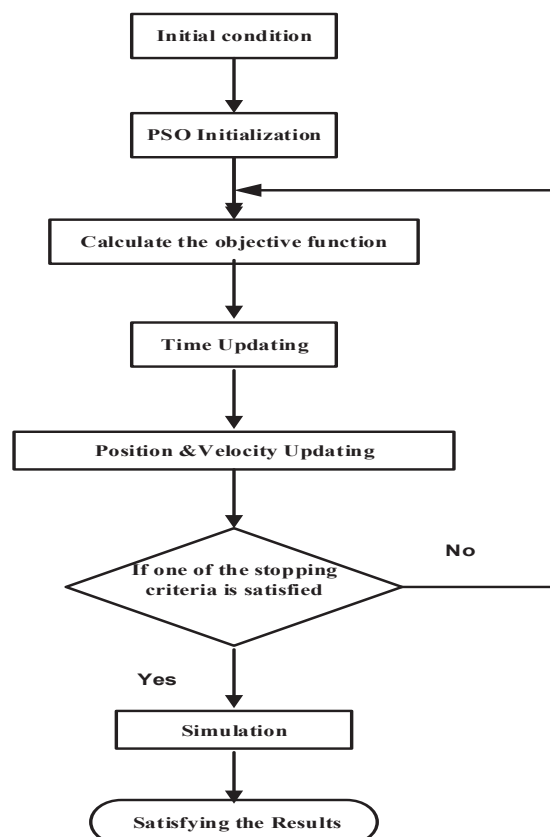 Initial condition
PSO Initialization
Calculate the objective function
Time Updating
Position &Velocity Updating
If one of the stopping
criteria is satisfied
No
Yes
Simulation
Satisfying the Results